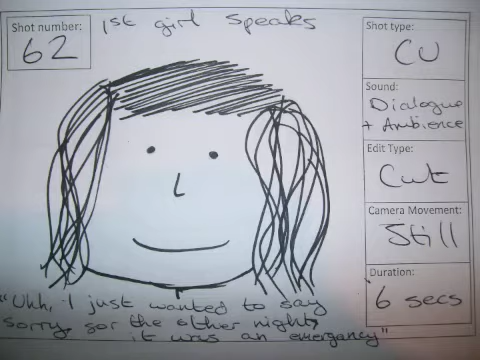 Shot number:
62
1st girl speaks
Shot type:
CU
Sound:
Dialogue
+ Ambience
Edit Type:
Cut
Camera Movement:
Still
Duration:
6 secs
"Uhh, I just wanted to say
sorry for the other night,
it was an emergancy"